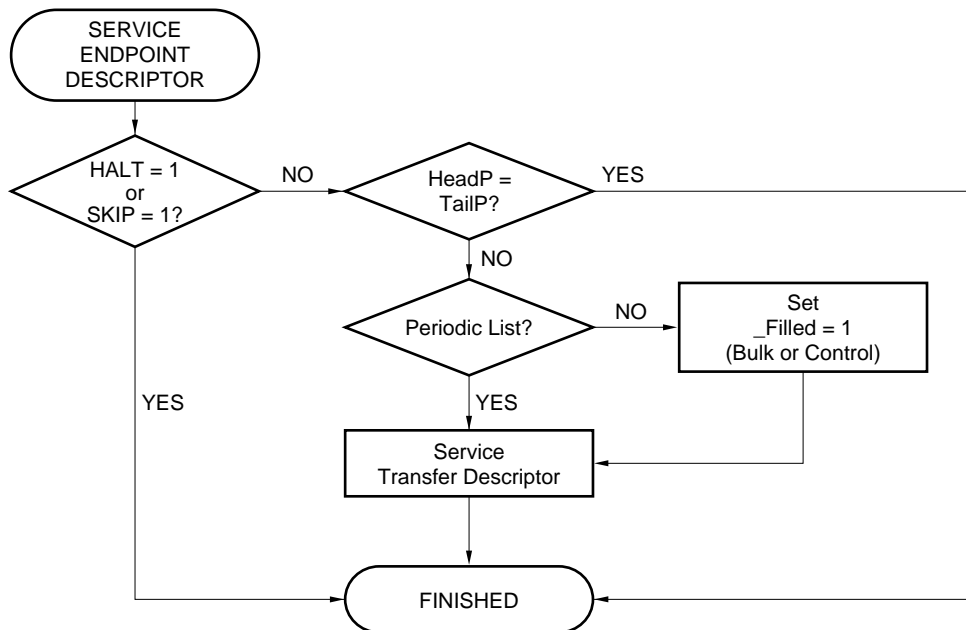 SERVICE
ENDPOINT
DESCRIPTOR
HALT = 1
or
SKIP = 1?
NO
HeadP =
TailP?
YES
NO
Periodic List?
NO
Set
_Filled = 1
(Bulk or Control)
YES
YES
Service
Transfer Descriptor
FINISHED